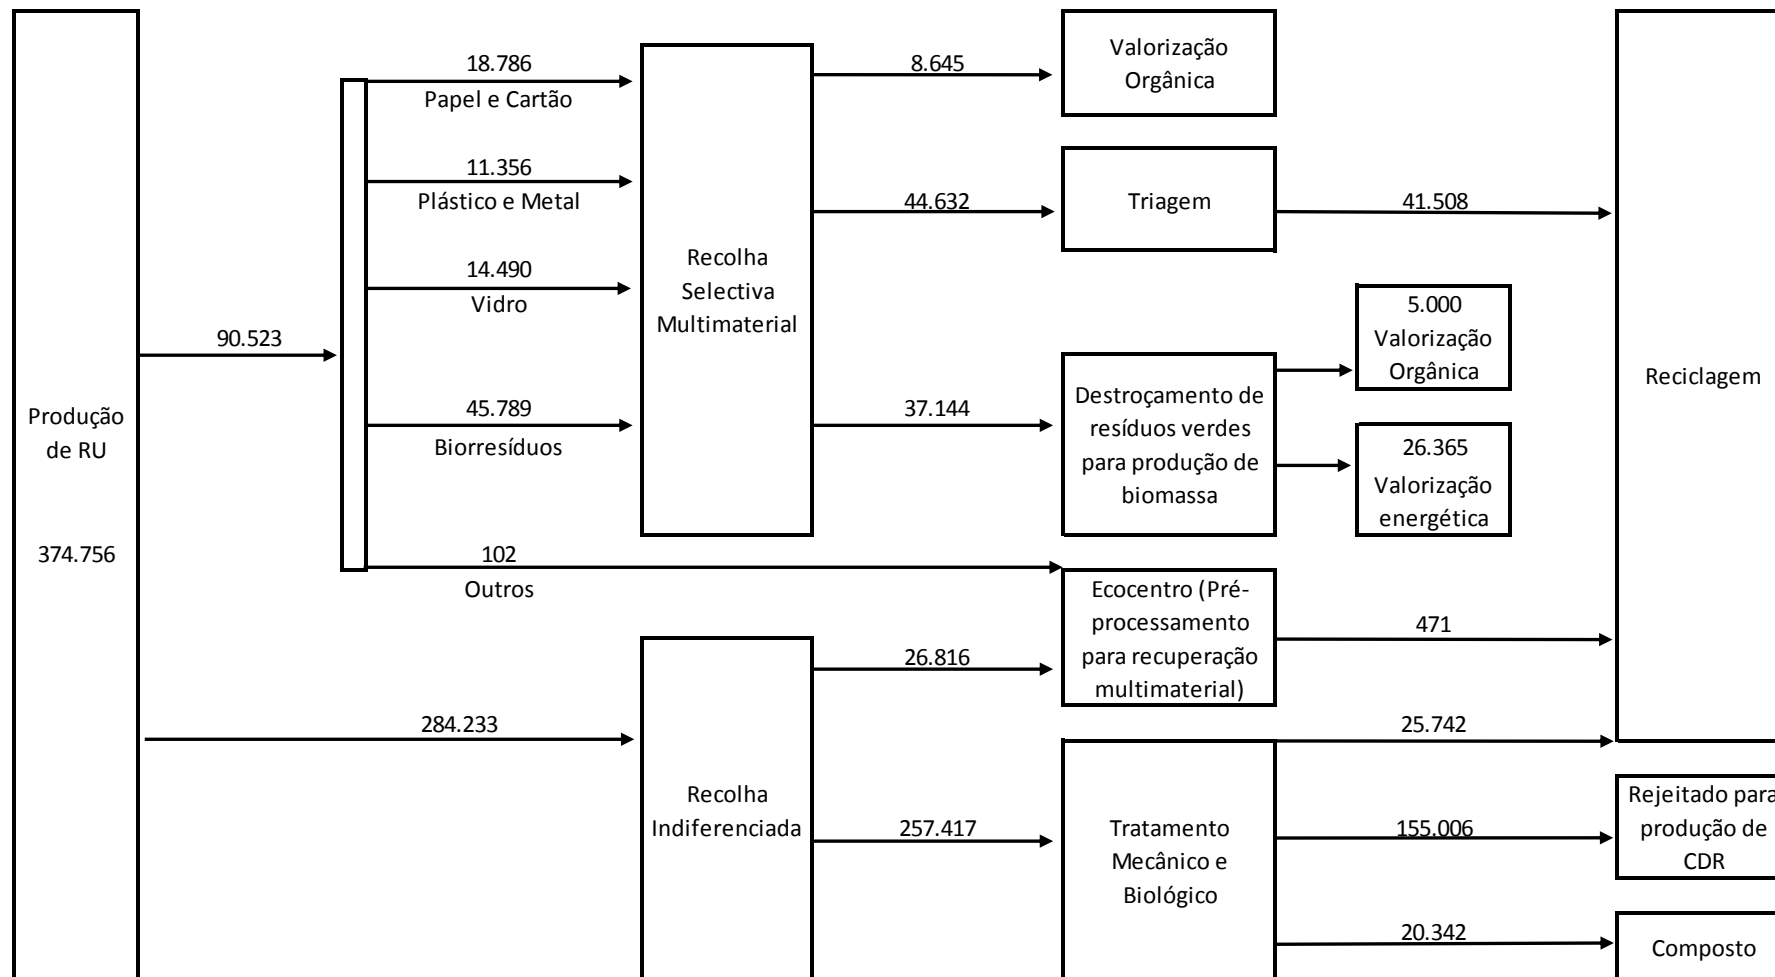 Produção
de RU
374.756
90.523
284.233
18.786
Papel e Cartão
11.356
Plástico e Metal
14.490
Vidro
45.789
Biorresíduos
102
Outros
Recolha
Selectiva
Multimaterial
Recolha
Indiferenciada
8.645
44.632
37.144
26.816
257.417
Valorização
Orgânica
Triagem
Destroçamento de
resíduos verdes
para produção de
biomassa
Ecocentro (Pré-
processamento
para recuperação
multimaterial)
Tratamento
Mecânico e
Biológico
41.508
5.000
Valorização
Orgânica
26.365
Valorização
energética
471
25.742
155.006
20.342
Reciclagem
Rejeitado para
produção de
CDR
Composto